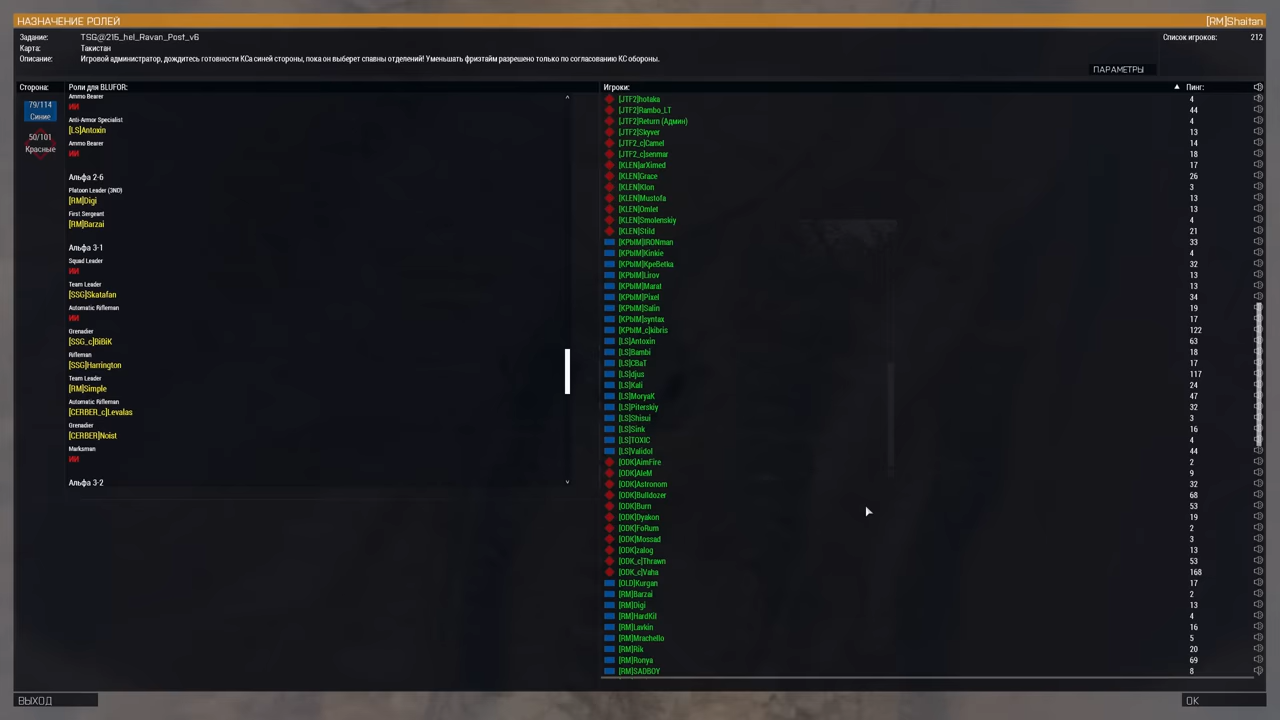 НАЗНАЧЕНИЕ РОЛЕЙ [RM]Shaitan
Задание: TSG@215_hel_Ravan_Post_v6 Список игроков: 212
Карта: Такистан
Описание: Игровой администратор, дождитесь готовности КСа синей стороны, пока он выберет спавны отделений! Уменьшать фризтайм разрешено только по согласованию КС обороны.
ПАРАМЕТРЫ
Сторона:
79/114
Синие
50/101
Красные
Роли для BLUFOR:
Ammo Bearer
ИИ
Anti-Armor Specialist
[LS]Antoxin
Ammo Bearer
ИИ
Альфа 2-6
Platoon Leader (3ND)
[RM]Digi
First Sergeant
[RM]Barzai
Альфа 3-1
Squad Leader
ИИ
Team Leader
[SSG]Skatafan
Automatic Rifleman
ИИ
Grenadier
[SSG_c]BiBiK
Rifleman
[SSG]Harrington
Team Leader
[RM]Simple
Automatic Rifleman
[CERBER_c]Levalas
Grenadier
[CERBER]Noist
Marksman
ИИ
Альфа 3-2
Игроки: Пинг:
[JTF2]hotaka 4
[JTF2]Rambo_LT 44
[JTF2]Return (Админ) 4
[JTF2]Skyver 13
[JTF2_c]Camel 14
[JTF2_c]senmar 18
[KLEN]arXimed 17
[KLEN]Grace 26
[KLEN]Klon 3
[KLEN]Mustofa 13
[KLEN]Omlet 13
[KLEN]Smolenskiy 4
[KLEN]Stild 21
[KPbIM]IRONman 33
[KPbIM]Kinkie 4
[KPbIM]KpeBetka 32
[KPbIM]Lirov 13
[KPbIM]Marat 13
[KPbIM]Pixel 34
[KPbIM]Salin 19
[KPbIM]syntax 17
[KPbIM_c]kibris 122
[LS]Antoxin 63
[LS]Bambi 18
[LS]CBaT 17
[LS]djus 117
[LS]Kali 24
[LS]MoryaK 47
[LS]Piterskiy 32
[LS]Shisui 3
[LS]Sink 16
[LS]TOXIC 4
[LS]Validol 44
[ODK]AimFire 2
[ODK]AleM 9
[ODK]Astronom 32
[ODK]Bulldozer 68
[ODK]Burn 53
[ODK]Dyakon 19
[ODK]FoRum 2
[ODK]Mossad 3
[ODK]zalog 13
[ODK_c]Thrawn 53
[ODK_c]Vaha 168
[OLD]Kurgan 17
[RM]Barzai 2
[RM]Digi 13
[RM]HardKil 4
[RM]Lavkin 16
[RM]Mrachello 5
[RM]Rik 20
[RM]Ronya 69
[RM]SADBOY 8
ВЫХОД OK